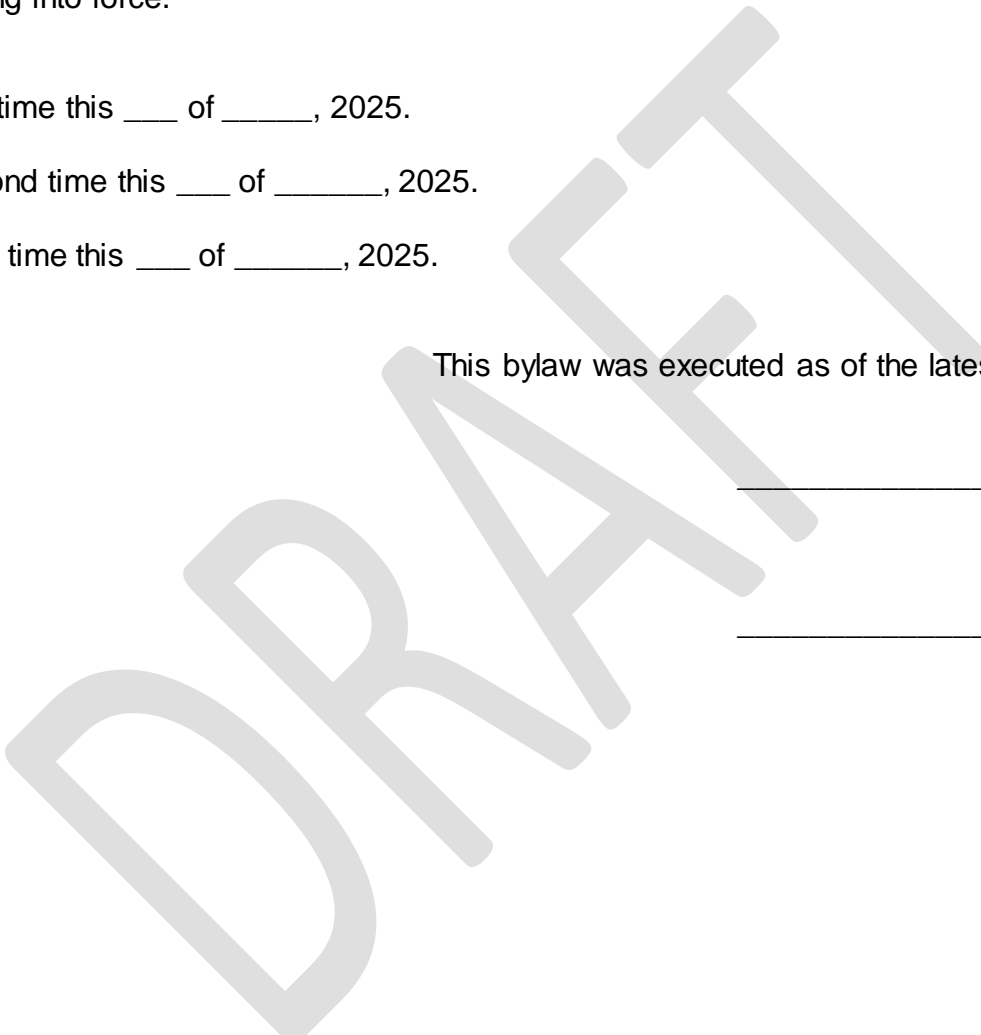 ng into force.
time this ___ of _____, 2025.
ond time this ___ of ______, 2025.
time this ___ of ______, 2025.
This bylaw was executed as of the lates
DRAFT